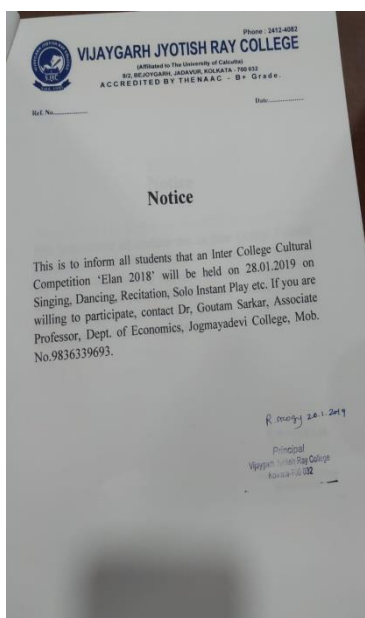 Phone : 2412-4082
VIJAYGARH JYOTISH RAY COLLEGE
(Affiliated to The University of Calcutta)
8/2, BEJOYGARH, JADAVUR, KOLKATA - 700 032
ACCREDITED BY THENAAC - B+ Grade.
Ref. No.
Date
Notice
This is to inform all students that an Inter College Cultural
Competition ‘Elan 2018’ will be held on 28.01.2019 on
Singing, Dancing, Recitation, Solo Instant Play etc. If you are
willing to participate, contact Dr, Goutam Sarkar, Associate
Professor, Dept. of Economics, Jogmayadevi College, Mob.
No.9836339693.
20.1.2019
Principal
Vijaygarh Jyotish Ray College
032